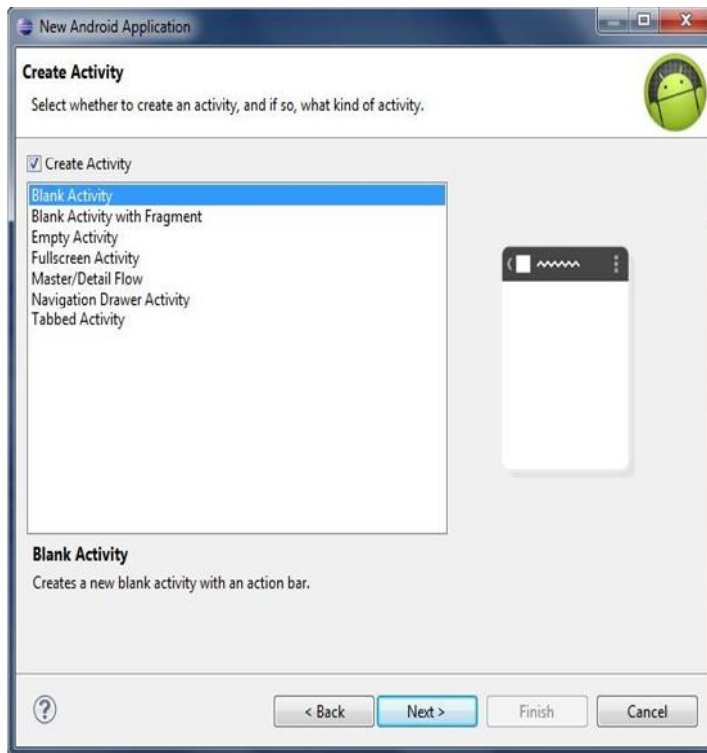 New Android Application
Create Activity
Select whether to create an activity, and if so, what kind of activity.
Create Activity
Blank Activity
Blank Activity with Fragment
Empty Activity
Fullscreen Activity
Master/Detail Flow
Navigation Drawer Activity
Tabbed Activity
Blank Activity
Creates a new blank activity with an action bar.
< Back
Next >
Finish
Cancel